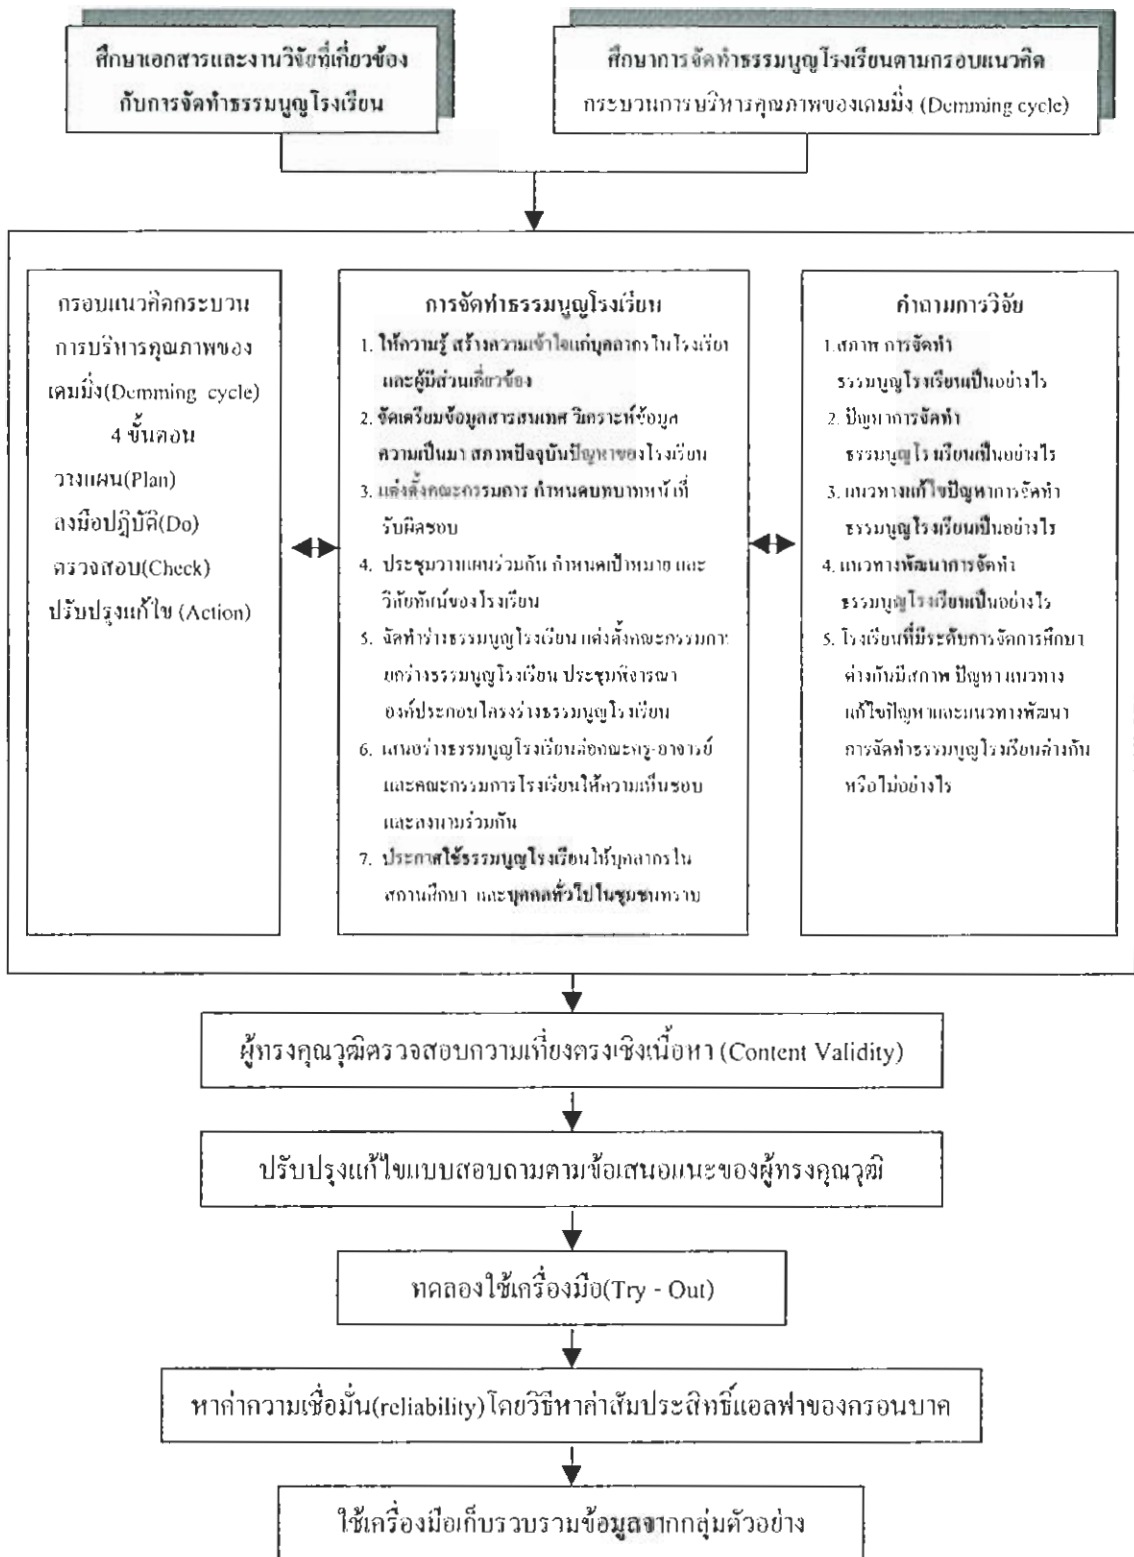 ศึกษาเอกสารและงานวิจัยที่เกี่ยวข้อง
กับการจัดทำธรรมนูญโรงเรียน
ศึกษาการจัดทำธรรมนูญโรงเรียนตามกรอบแนวคิด
กระบวนการบริหารคุณภาพของเดมมิ่ง (Demming cycle)
กรอบแนวคิดกระบวน
การบริหารคุณภาพของ
เดมมิ่ง(Demming cycle)
4 ขั้นตอน
วางแผน(Plan)
ลงมือปฏิบัติ(Do)
ตรวจสอบ(Check)
ปรับปรุงแก้ไข (Action)
การจัดทำธรรมนูญโรงเรียน
1. ให้ความรู้ สร้างความเข้าใจแก่บุคลากรในโรงเรียน
และผู้มีส่วนเกี่ยวข้อง
2. จัดเตรียมข้อมูลสารสนเทศ วิเคราะห์ข้อมูล
ความเป็นมา สภาพปัจจุบันปัญหาของโรงเรียน
3. แต่งตั้งคณะกรรมการ กำหนดบทบาทหน้าที่
รับผิดชอบ
4. ประชุมวางแผนร่วมกัน กำหนดเป้าหมาย และ
วิสัยทัศน์ของโรงเรียน
5. จัดทำร่างธรรมนูญโรงเรียน แต่งตั้งคณะกรรมการ
ยกร่างธรรมนูญโรงเรียน ประชุมพิจารณา
องค์ประกอบโครงร่างธรรมนูญโรงเรียน
6. เสนอร่างธรรมนูญโรงเรียนต่อคณะครู-อาจารย์
และคณะกรรมการโรงเรียนให้ความเห็นชอบ
และลงนามร่วมกัน
7. ประกาศใช้ธรรมนูญโรงเรียนให้บุคลากรใน
สถานศึกษา และบุคคลทั่วไปในชุมชนทราบ
คำถามการวิจัย
1.สภาพ การจัดทำ
ธรรมนูญโรงเรียนเป็นอย่างไร
2. ปัญหาการจัดทำ
ธรรมนูญโรงเรียนเป็นอย่างไร
3. แนวทางแก้ไขปัญหาการจัดทำ
ธรรมนูญโรงเรียนเป็นอย่างไร
4. แนวทางพัฒนาการจัดทำ
ธรรมนูญโรงเรียนเป็นอย่างไร
5. โรงเรียนที่มีระดับการจัดการศึกษา
ต่างกันมีสภาพ ปัญหา แนวทาง
แก้ไขปัญหาและแนวทางพัฒนา
การจัดทำธรรมนูญโรงเรียนต่างกัน
หรือไม่อย่างไร
ผู้ทรงคุณวุฒิตรวจสอบความเที่ยงตรงเชิงเนื้อหา (Content Validity)
ปรับปรุงแก้ไขแบบสอบถามตามข้อเสนอแนะของผู้ทรงคุณวุฒิ
ทดลองใช้เครื่องมือ(Try - Out)
หาค่าความเชื่อมั่น(reliability)โดยวิธีหาค่าสัมประสิทธิ์แอลฟาของครอนบาค
ใช้เครื่องมือเก็บรวบรวมข้อมูลจากกลุ่มตัวอย่าง